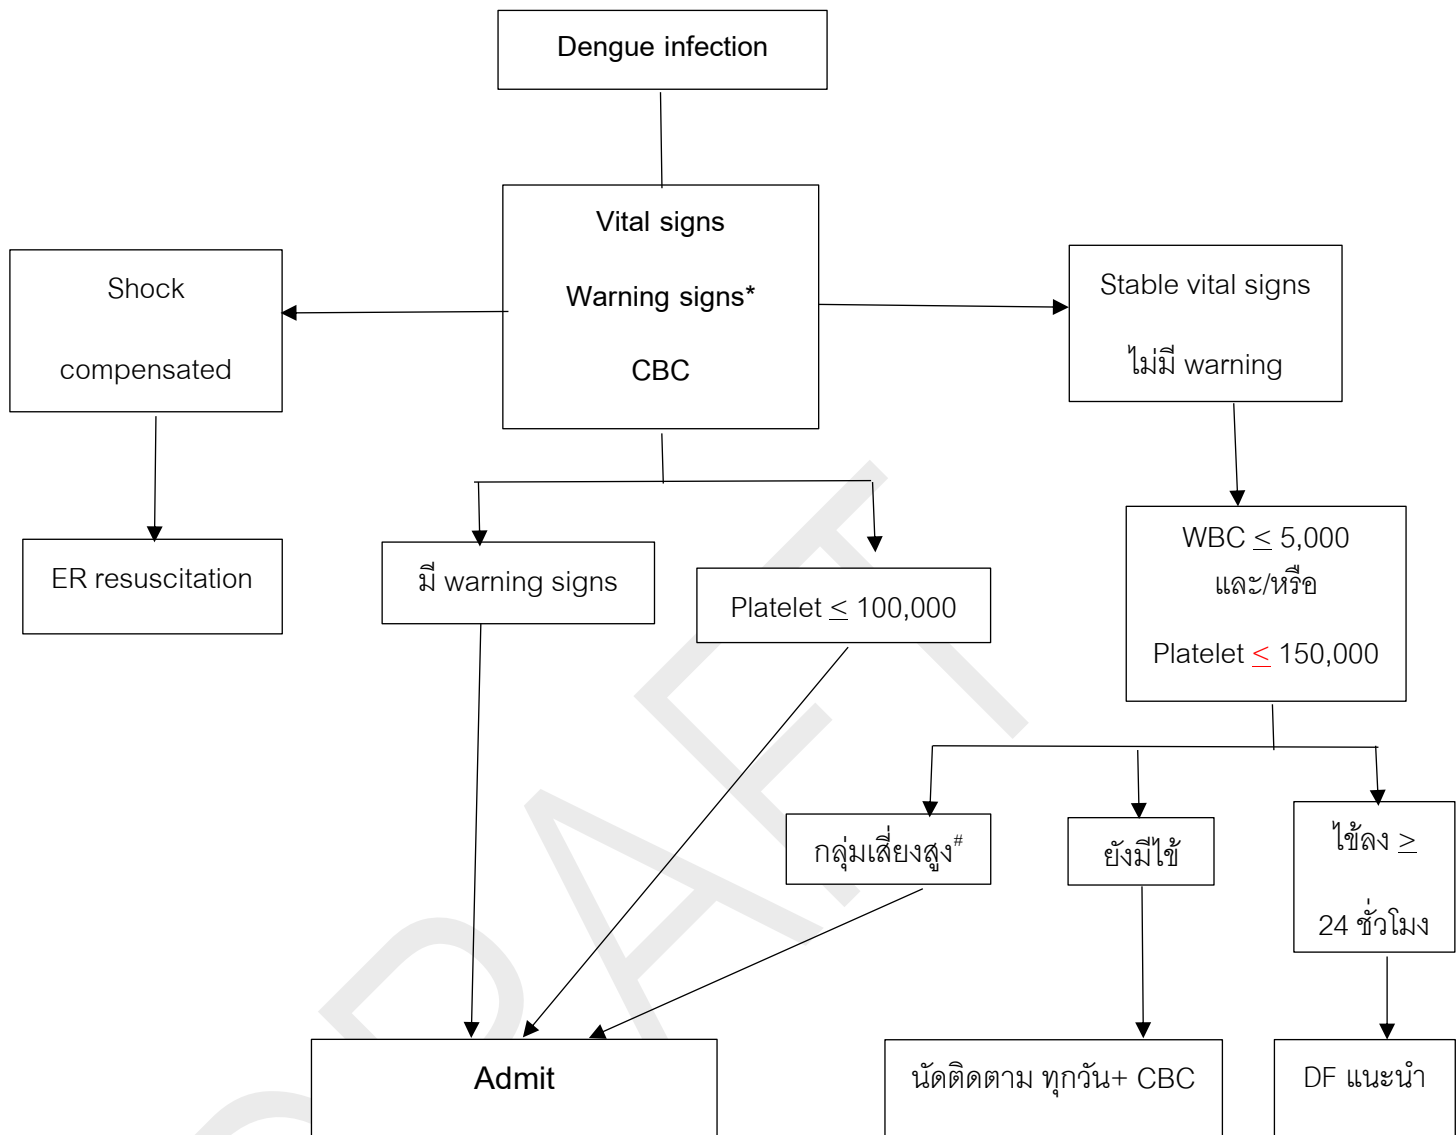 Dengue infection
Vital signs
Warning signs*
CBC
Shock
compensated
Stable vital signs
ไม่มี warning
ER resuscitation
มี warning signs
Platelet ≤ 100,000
WBC ≤ 5,000
และ/หรือ
Platelet ≤ 150,000
กลุ่มเสี่ยงสูง#
ยังมีไข้
ไข้ลง ≥
24 ชั่วโมง
Admit
นัดติดตาม ทุกวัน+ CBC
DF แนะนำ
DRAFT